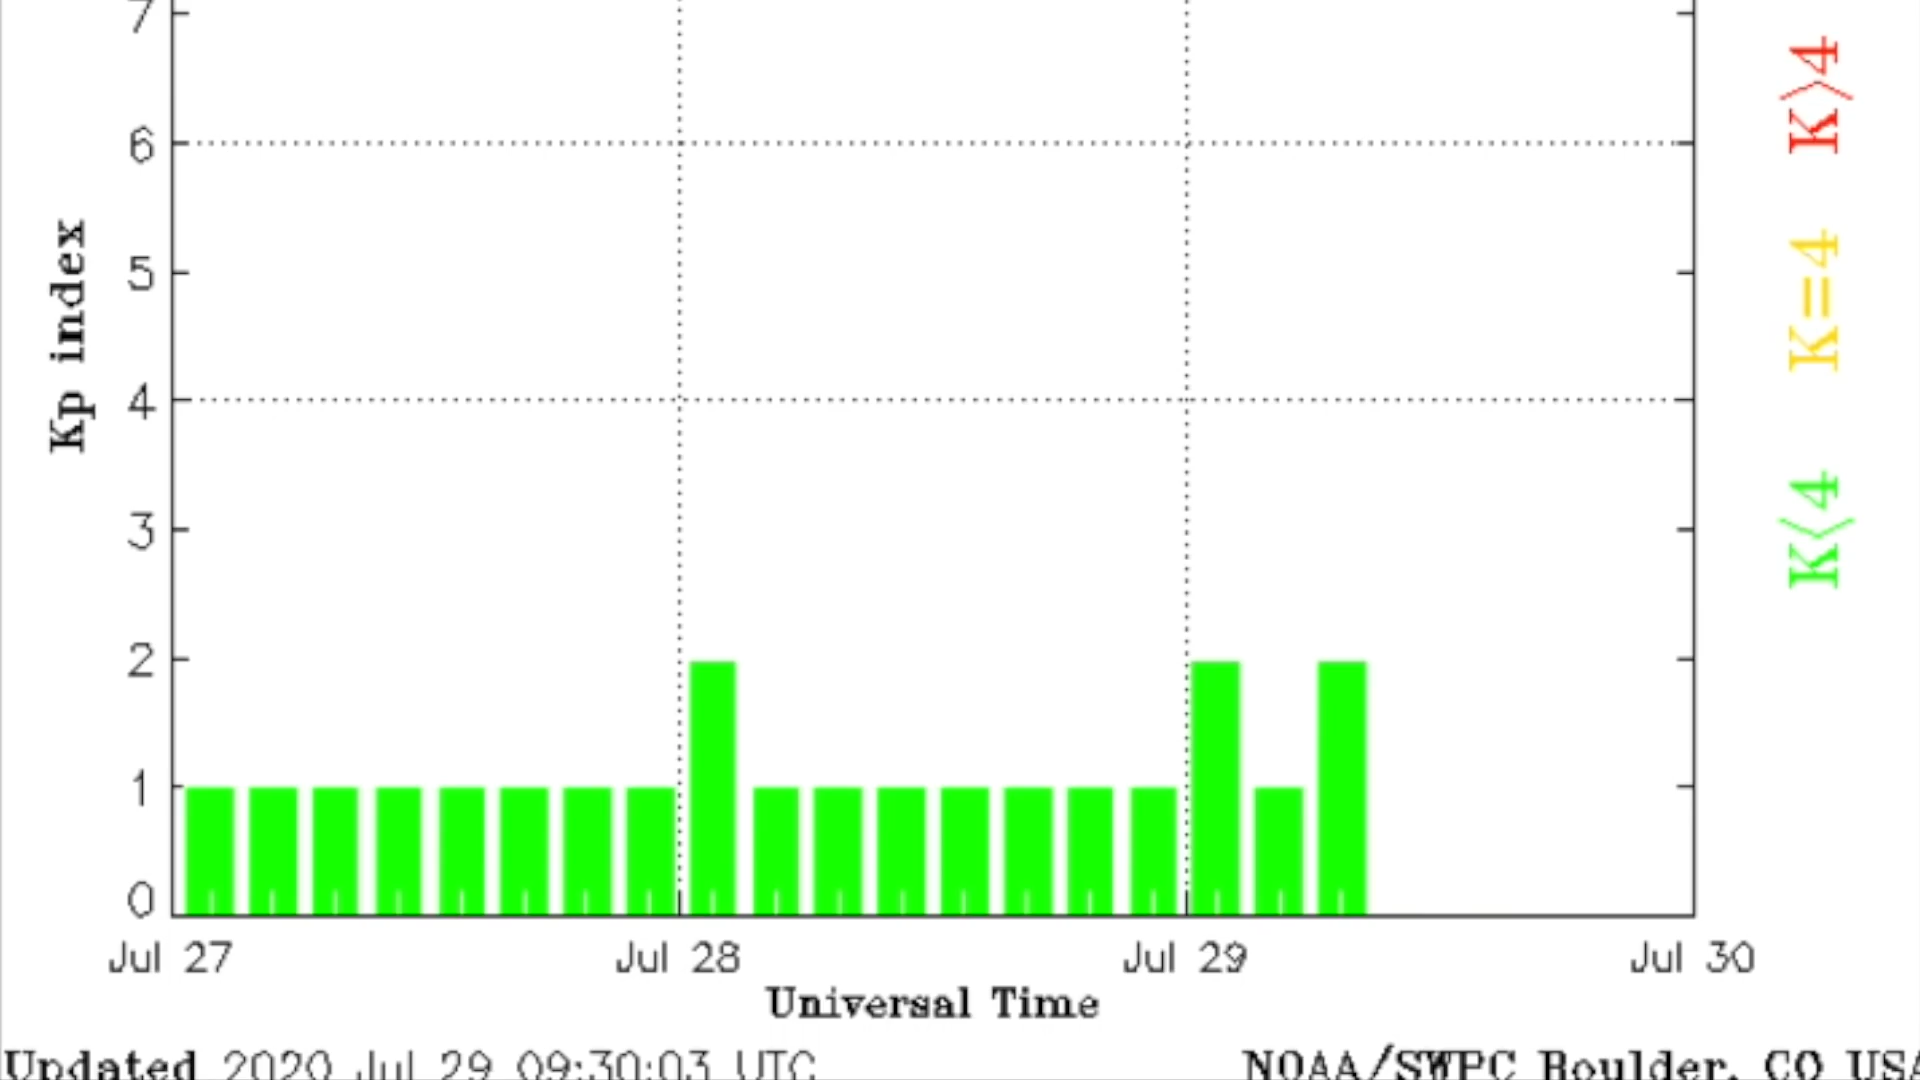 7
6
5
4
3
2
1
0
Kp index
Jul 27 Jul 28 Jul 29 Jul 30
Universal Time
Updated 2020 Jul 29 09:30:03 UTC
NOAA/SWPC Boulder, CO USA
K>4
K=4
K<4